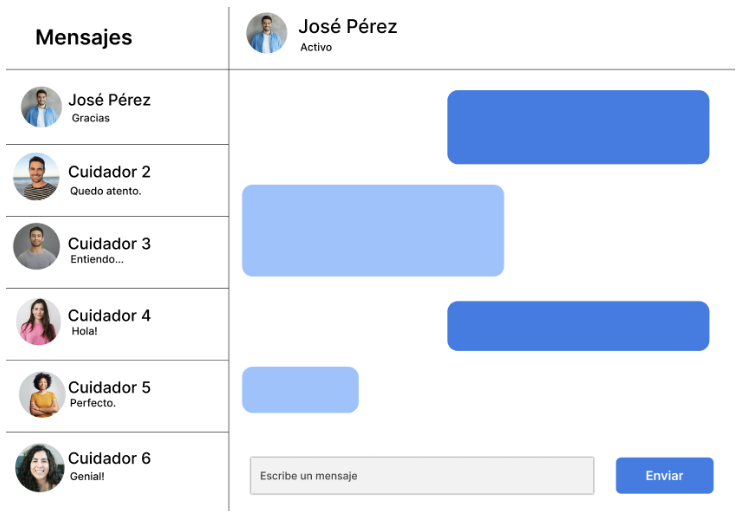 Mensajes
José Pérez
Activo
José Pérez
Gracias
Cuidador 2
Quedo atento.
Cuidador 3
Entiendo...
Cuidador 4
Hola!
Cuidador 5
Perfecto.
Cuidador 6
Genial!
Escribe un mensaje
Enviar